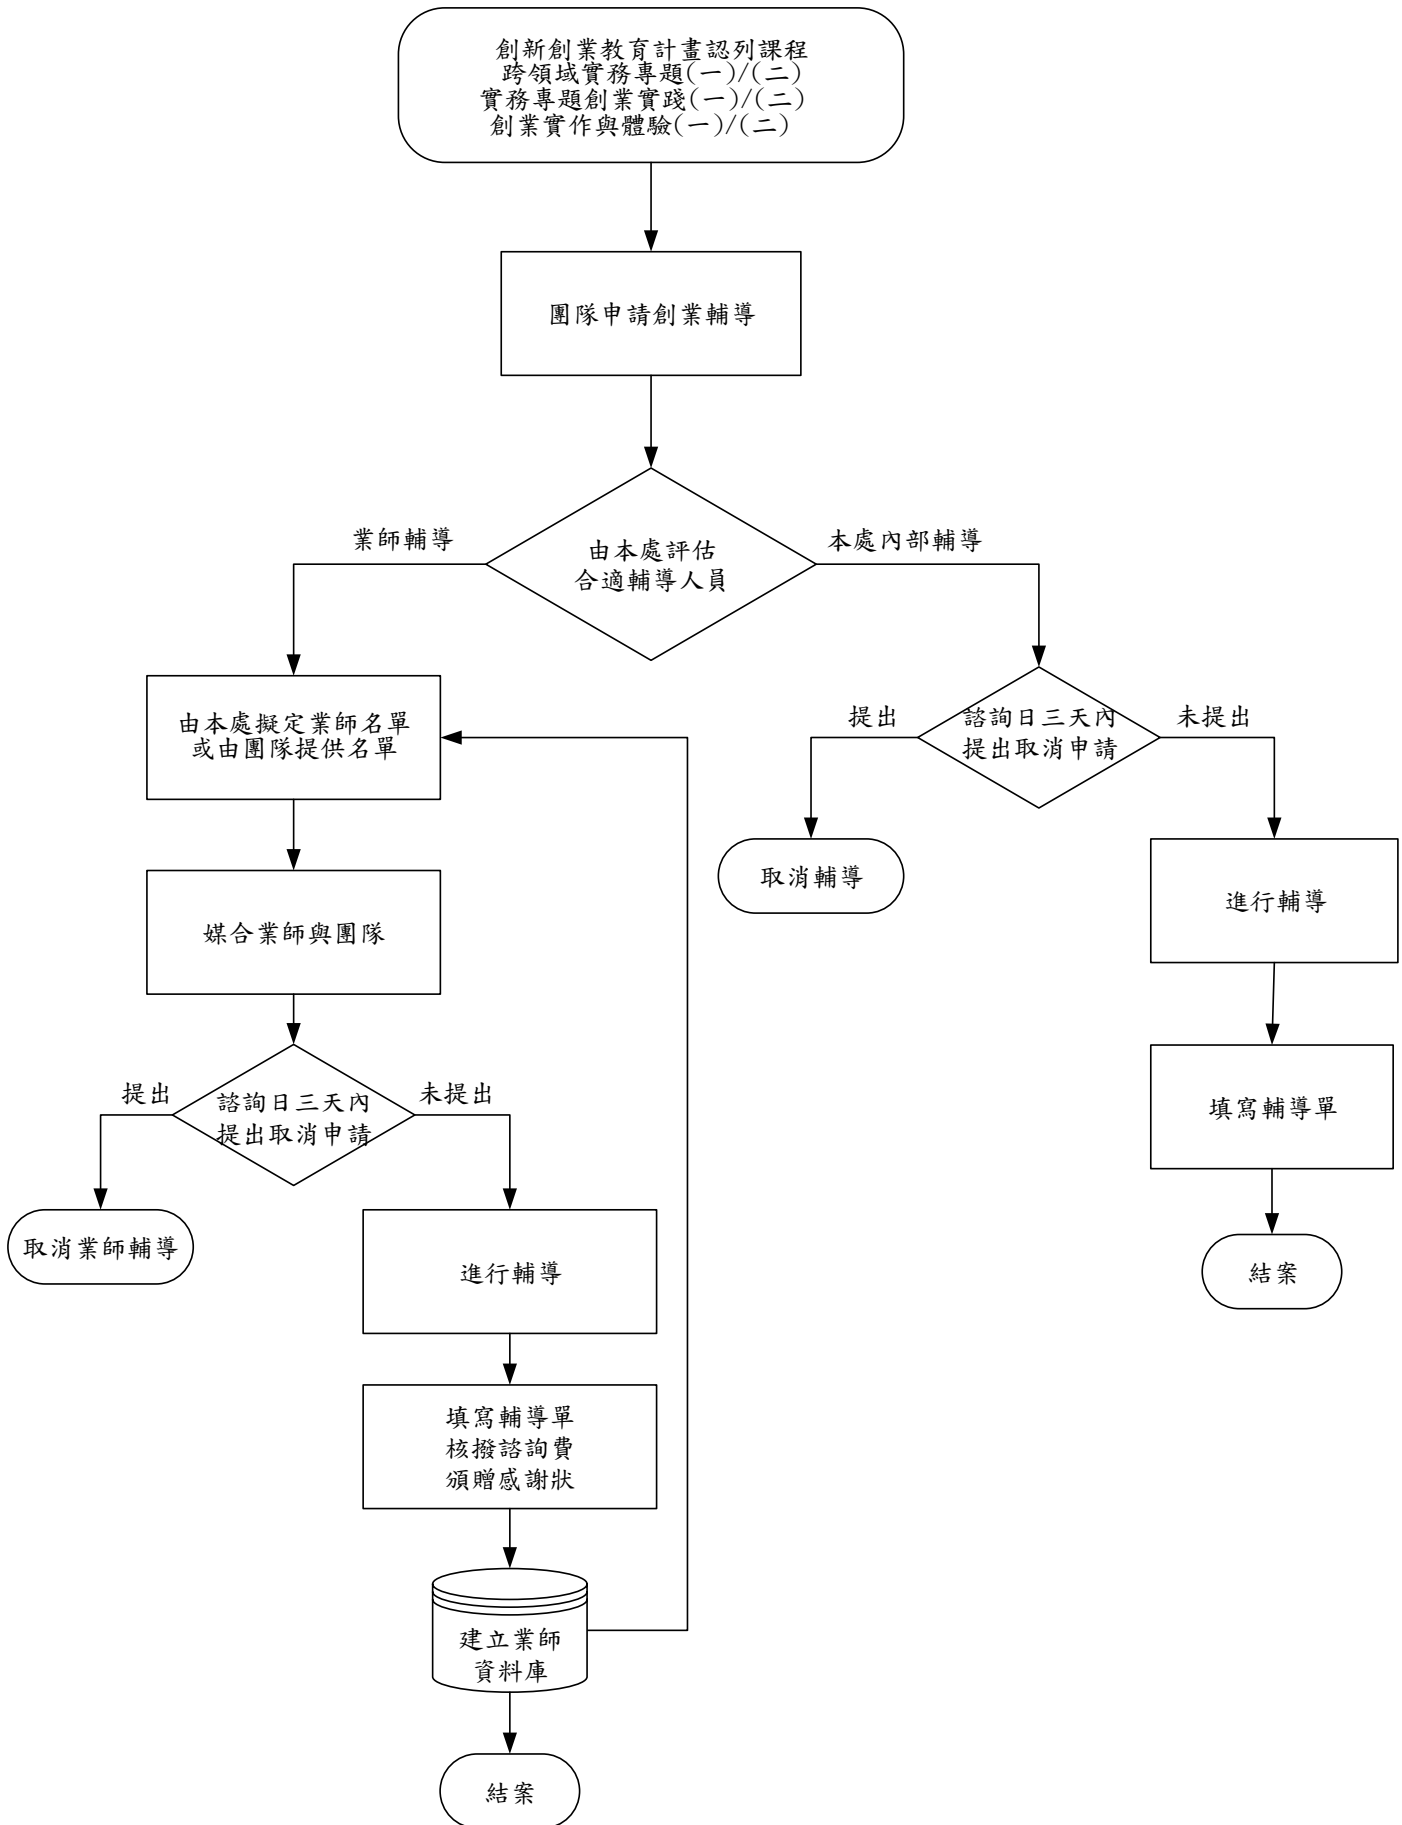 創新創業教育計畫認列課程
跨領域實務專題(一)/(二)
實務專題創業實踐(一)/(二)
創業實作與體驗(一)/(二)
團隊申請創業輔導
由本處評估
合適輔導人員
業師輔導
本處內部輔導
由本處擬定業師名單
或由團隊提供名單
媒合業師與團隊
諮詢日三天內
提出取消申請
提出
未提出
取消業師輔導
進行輔導
填寫輔導單
核撥諮詢費
頒贈感謝狀
建立業師
資料庫
結案
諮詢日三天內
提出取消申請
提出
未提出
取消輔導
進行輔導
填寫輔導單
結案